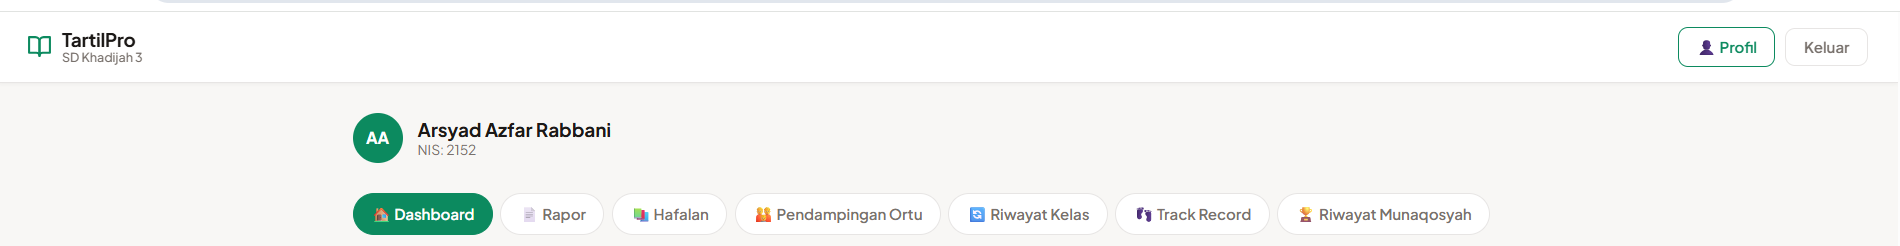 TartilPro
SD Khadijah 3
Profil
Keluar
AA
Arsyad Azfar Rabbani
NIS: 2152
Dashboard
Rapor
Hafalan
Pendampingan Ortu
Riwayat Kelas
Track Record
Riwayat Munaqosyah